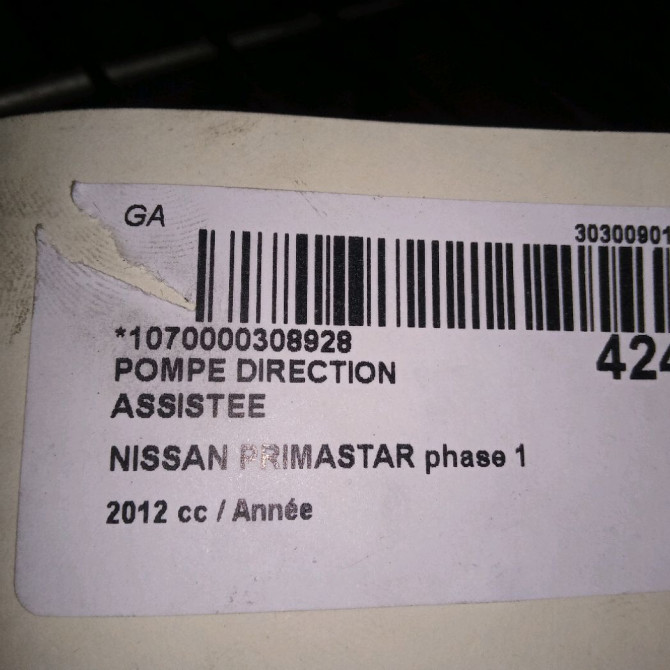 GA
30300901
*1070000308928
424
POMPE DIRECTION
ASSISTEE
NISSAN PRIMASTAR phase 1
2012 cc / Année